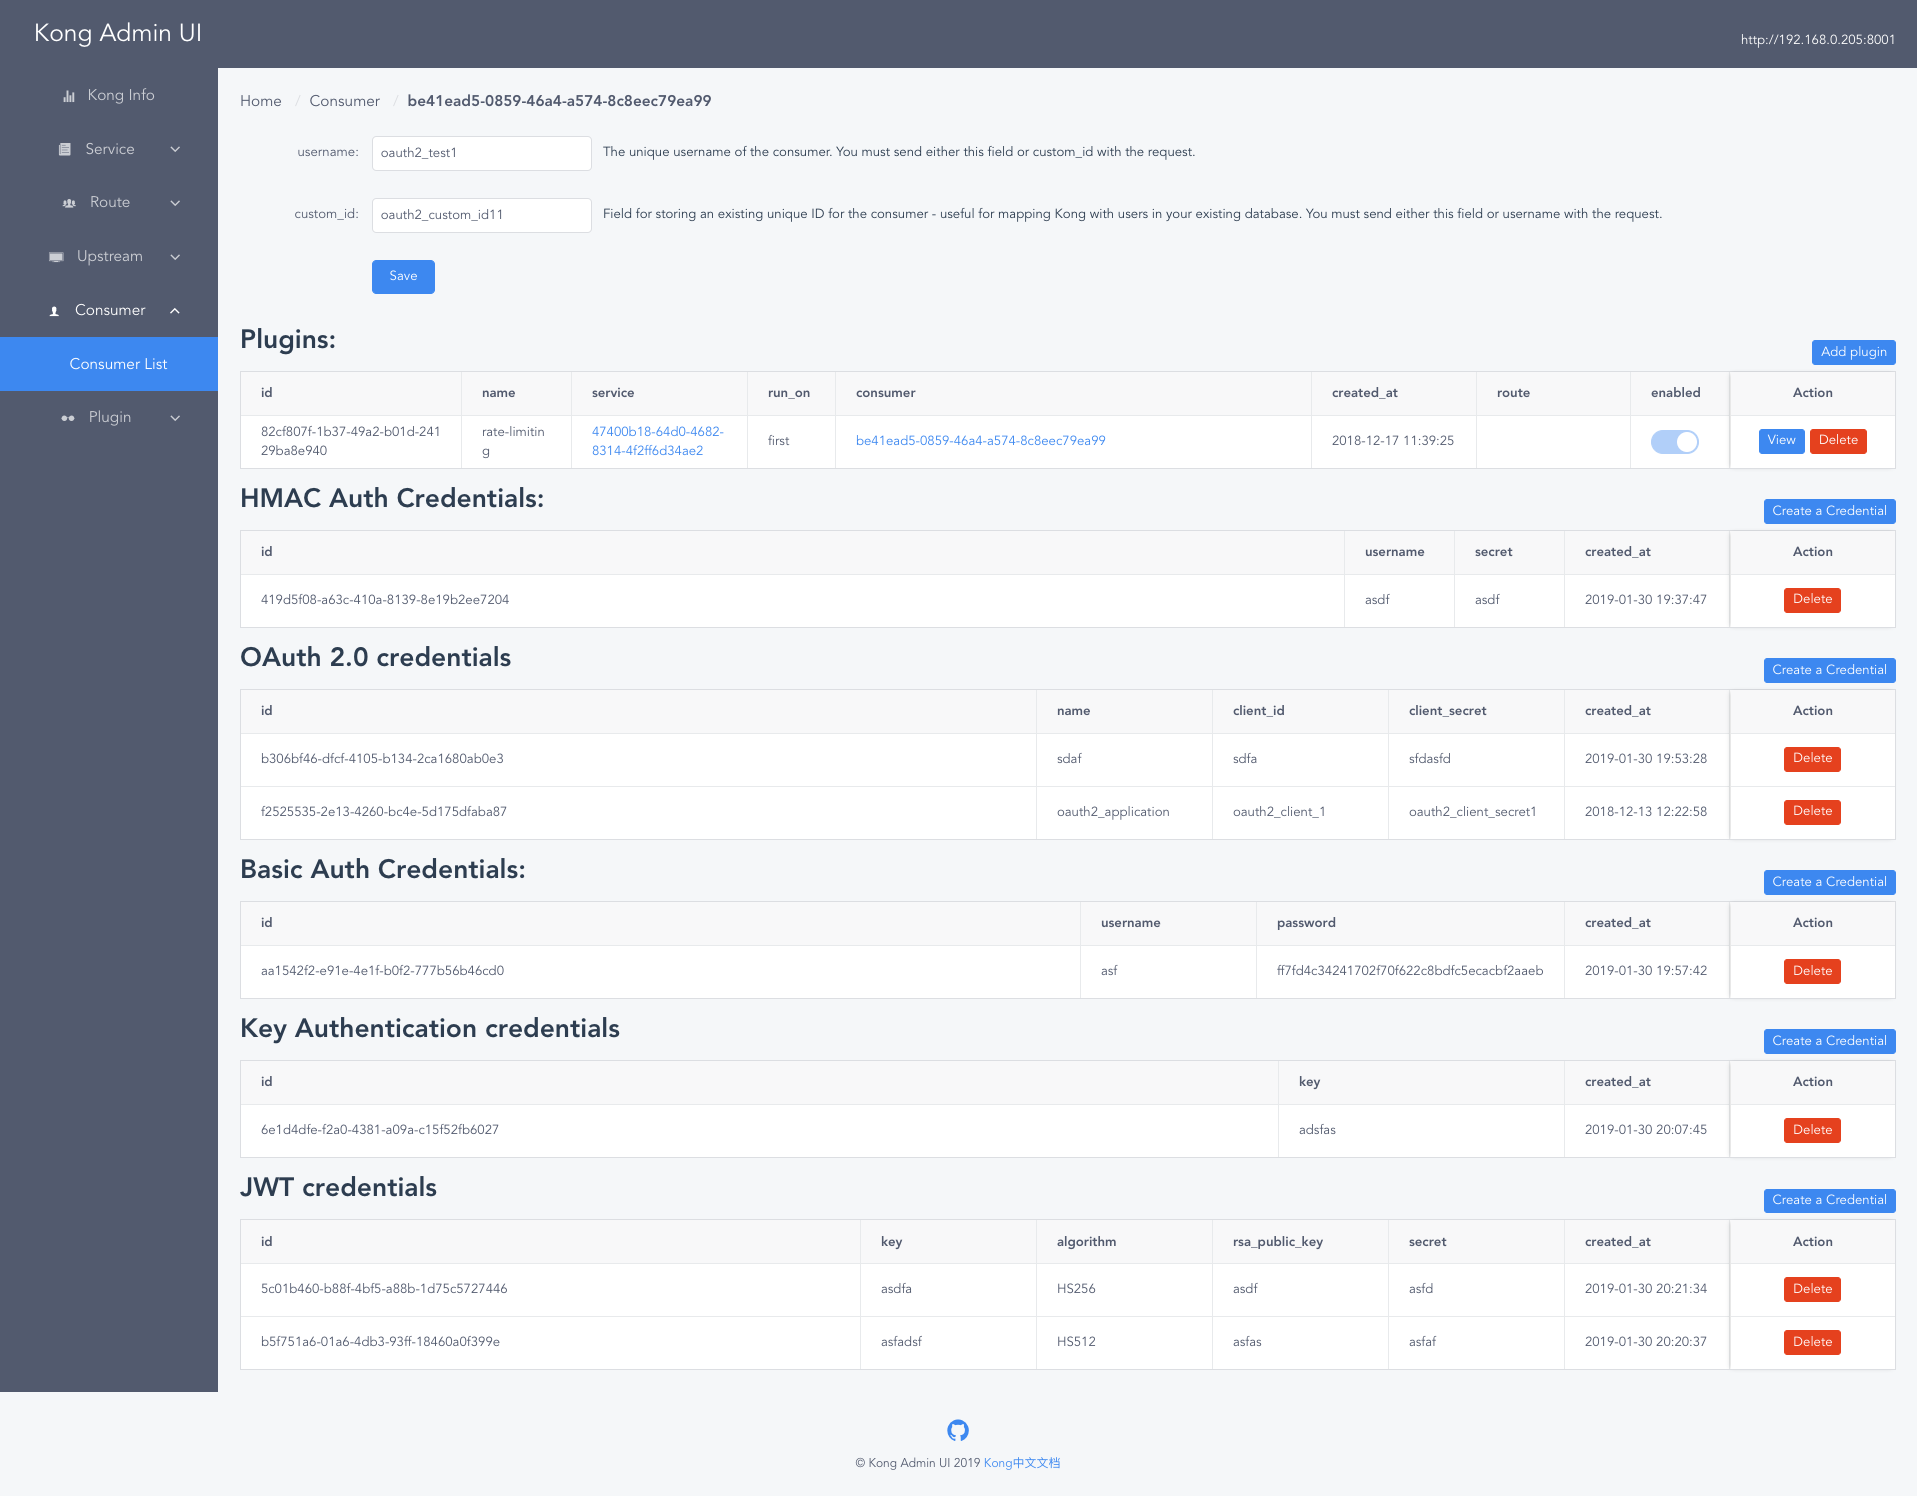 Kong Admin UI
http://192.168.0.205:8001
Kong Info
Service
Route
Upstream
Consumer
Consumer List
Plugin
Home / Consumer / be41ead5-0859-46a4-a574-8c8eec79ea99
username: oauth2_test1 The unique username of the consumer. You must send either this field or custom_id with the request.
custom_id: oauth2_custom_id11 Field for storing an existing unique ID for the consumer - useful for mapping Kong with users in your existing database. You must send either this field or username with the request.
Save
Plugins:
Add plugin
id name service run_on consumer created_at route enabled Action
82cf807f-1b37-49a2-b01d-241 rate-limitin 47400b18-64d0-4682- first be41ead5-0859-46a4-a574-8c8eec79ea99 2018-12-17 11:39:25 View Delete
29ba8e940 g 8314-4f2ff6d34ae2
HMAC Auth Credentials:
Create a Credential
id username secret created_at Action
419d5f08-a63c-410a-8139-8e19b2ee7204 asdf asdf 2019-01-30 19:37:47 Delete
OAuth 2.0 credentials
Create a Credential
id name client_id client_secret created_at Action
b306bf46-dfcf-4105-b134-2ca1680ab0e3 sdaf sdfa sfdasfd 2019-01-30 19:53:28 Delete
f2525535-2e13-4260-bc4e-5d175dfaba87 oauth2_application oauth2_client_1 oauth2_client_secret1 2018-12-13 12:22:58 Delete
Basic Auth Credentials:
Create a Credential
id username password created_at Action
aa1542f2-e91e-4e1f-b0f2-777b56b46cd0 asf ff7fd4c34241702f70f622c8bdfc5ecacbf2aaeb 2019-01-30 19:57:42 Delete
Key Authentication credentials
Create a Credential
id key created_at Action
6e1d4dfe-f2a0-4381-a09a-c15f52fb6027 adsfas 2019-01-30 20:07:45 Delete
JWT credentials
Create a Credential
id key algorithm rsa_public_key secret created_at Action
5c01b460-b88f-4bf5-a88b-1d75c5727446 asdfa HS256 asdf asfd 2019-01-30 20:21:34 Delete
b5f751a6-01a6-4db3-93ff-18460a0f399e asfadsf HS512 asfas asfaf 2019-01-30 20:20:37 Delete
© Kong Admin UI 2019 Kong中文文档